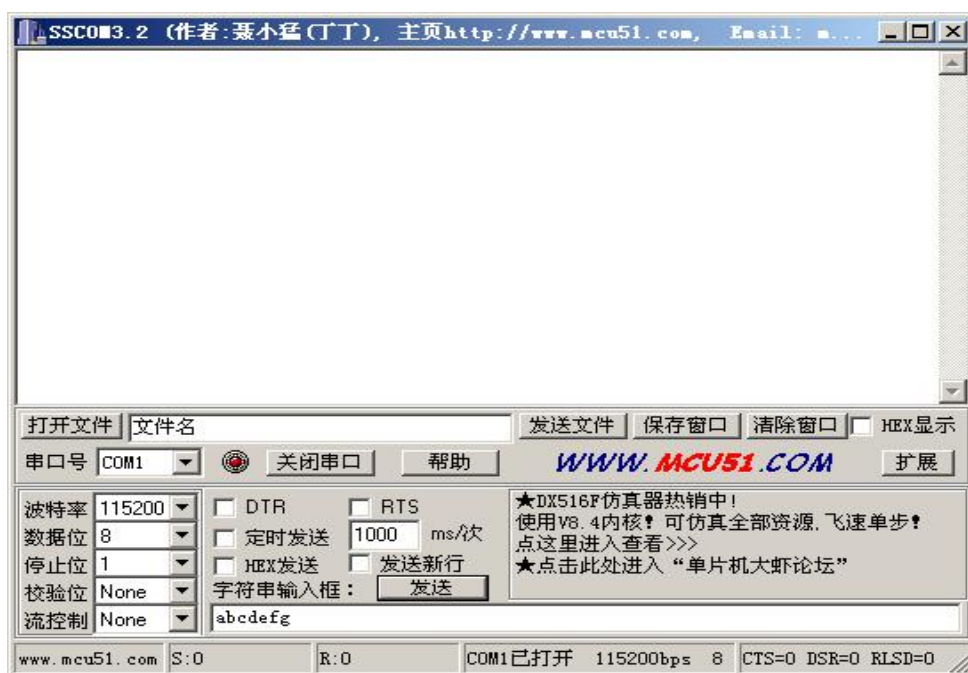 SSCOM3.2 (作者:聂小猛(丁丁), 主页http://www.mcu51.com, Email: m...
打开文件 文件名 发送文件 保存窗口 清除窗口 HEX显示
串口号 COM1 关闭串口 帮助 WWW.MCU51.COM 扩展
波特率 115200 DTR RTS
数据位 8 定时发送 1000 ms/次
停止位 1 HEX发送 发送新行
校验位 None 字符串输入框: 发送
流控制 None abcdefg
★DX516F仿真器热销中!
使用V8.4内核! 可仿真全部资源,飞速单步!
点这里进入查看>>>
★点击此处进入“单片机大虾论坛”
www.mcu51.com S:0 R:0 COM1已打开 115200bps 8 CTS=0 DSR=0 RLSD=0